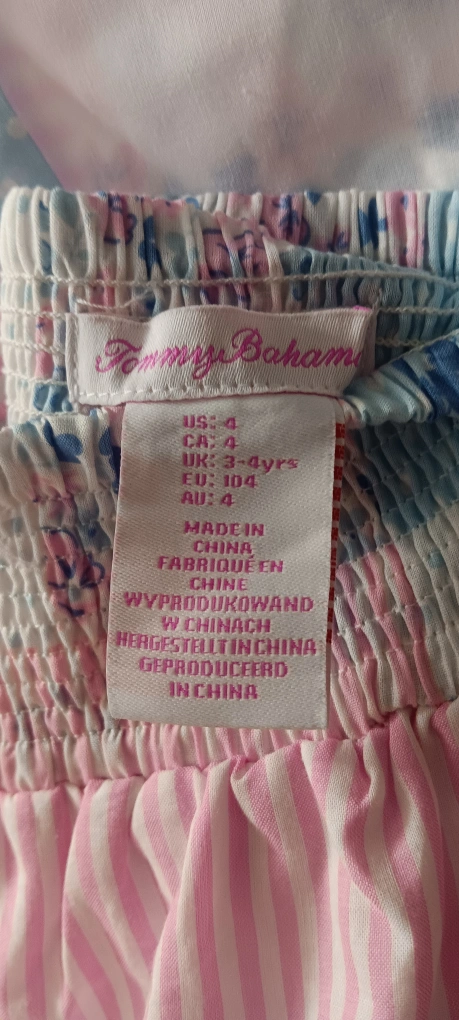 Tommy Bahama
US: 4
CA: 4
UK: 3-4yrs
EU: 104
AU: 4
MADE IN
CHINA
FABRIQUÉ EN
CHINE
WYPRODUKOWANO
W CHINACH
HERGESTELLT IN CHINA
GEPRODUCEERD
IN CHINA